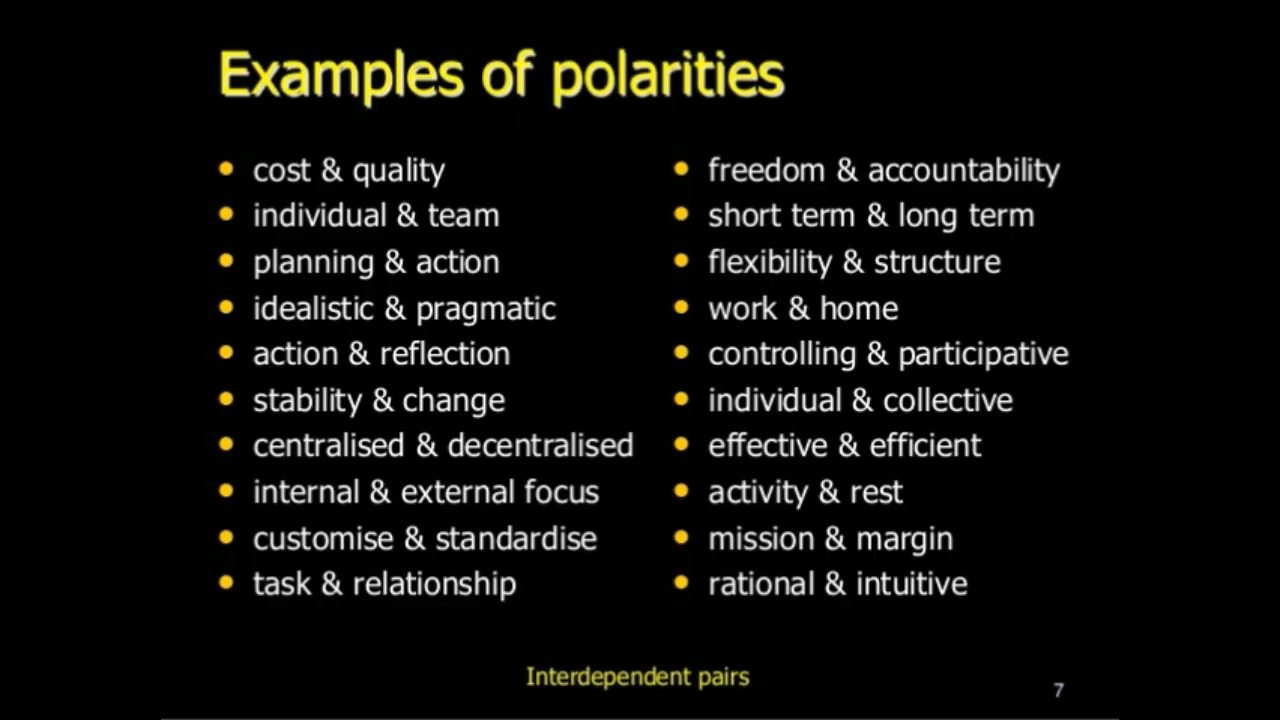 Examples of polarities
• cost & quality
• individual & team
• planning & action
• idealistic & pragmatic
• action & reflection
• stability & change
• centralised & decentralised
• internal & external focus
• customise & standardise
• task & relationship
• freedom & accountability
• short term & long term
• flexibility & structure
• work & home
• controlling & participative
• individual & collective
• effective & efficient
• activity & rest
• mission & margin
• rational & intuitive
Interdependent pairs
7